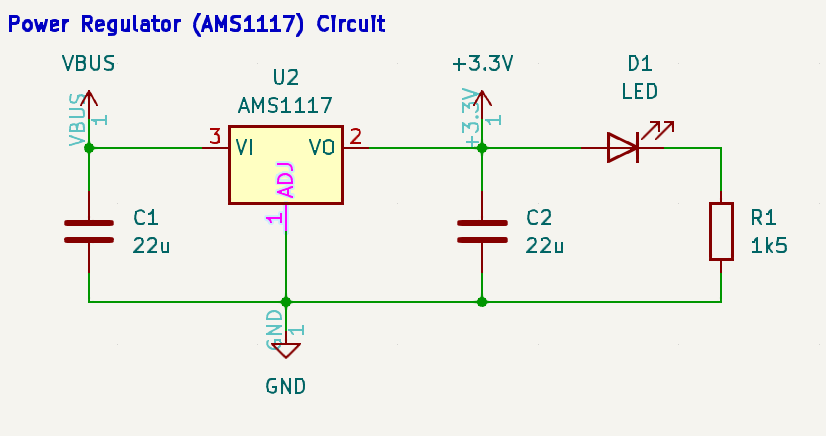 Power Regulator (AMS1117) Circuit
VBUS
U2
AMS1117
+3.3V
D1
LED
VBUS
1
3
VI
VO
2
ADJ
1
+3.3V
1
C1
22u
C2
22u
R1
1k5
GND
1
GND